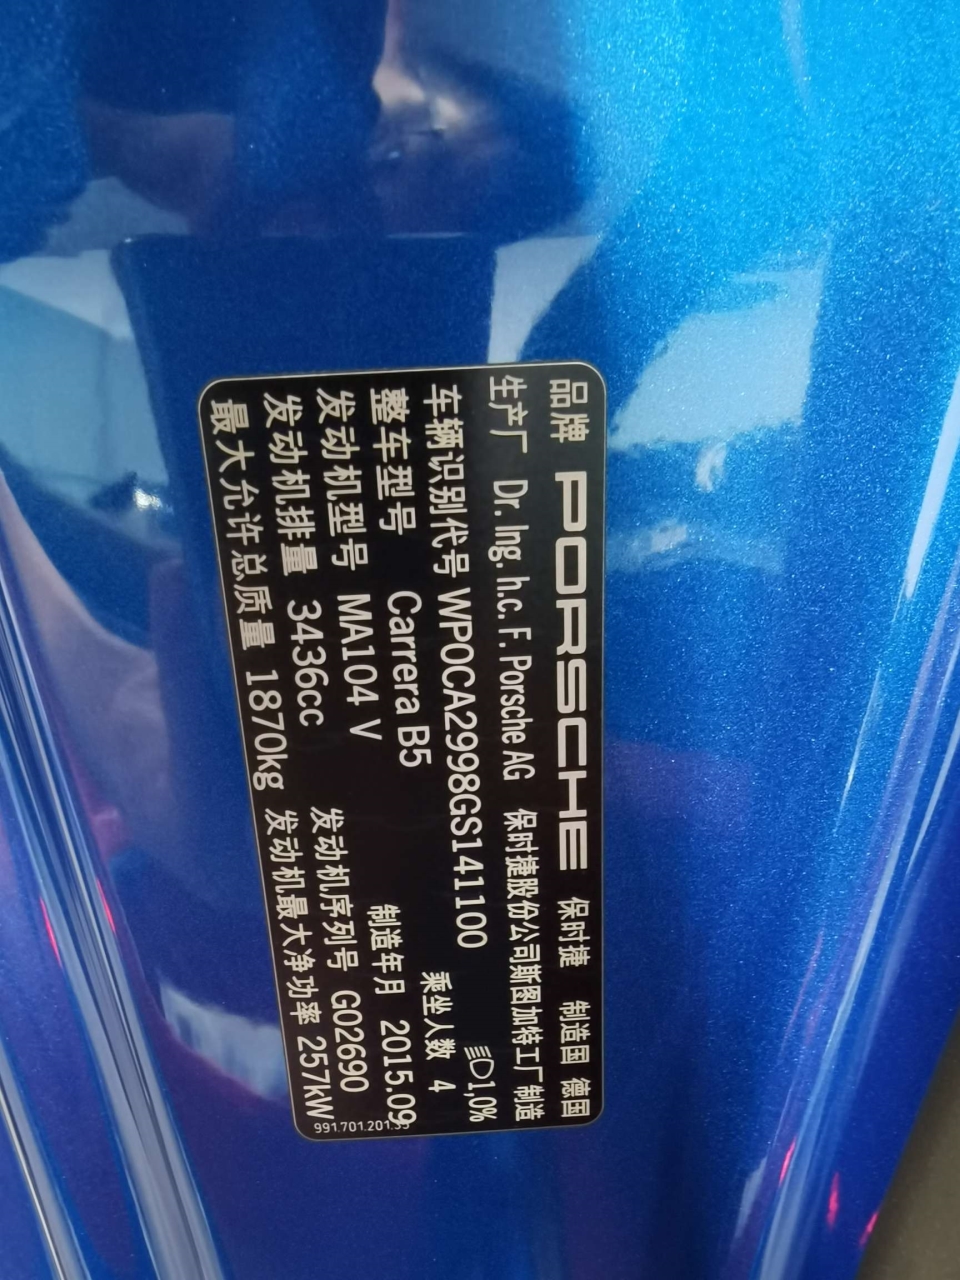 品牌 PORSCHE 保时捷 制造国 德国
生产厂 Dr. Ing. h.c. F. Porsche AG 保时捷股份公司斯图加特工厂制造
车辆识别代号 WP0CA2998GS141100 1,0%
整车型号 Carrera B5 乘坐人数 4
发动机型号 MA104 V 制造年月 2015.09
发动机排量 3436cc 发动机序列号 G02690
最大允许总质量 1870kg 发动机最大净功率 257kW
991.701.201.